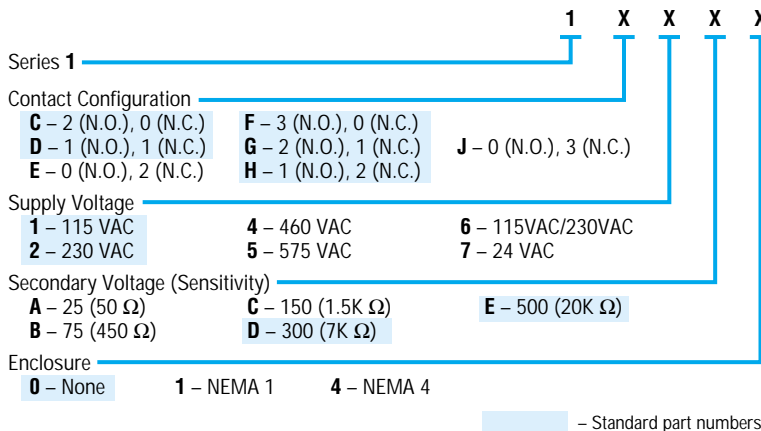 1 X X X X
Series 1
Contact Configuration
C – 2 (N.O.), 0 (N.C.) F – 3 (N.O.), 0 (N.C.)
D – 1 (N.O.), 1 (N.C.) G – 2 (N.O.), 1 (N.C.) J – 0 (N.O.), 3 (N.C.)
E – 0 (N.O.), 2 (N.C.) H – 1 (N.O.), 2 (N.C.)
Supply Voltage
1 – 115 VAC 4 – 460 VAC 6 – 115VAC/230VAC
2 – 230 VAC 5 – 575 VAC 7 – 24 VAC
Secondary Voltage (Sensitivity)
A – 25 (50 Ω) C – 150 (1.5K Ω) E – 500 (20K Ω)
B – 75 (450 Ω) D – 300 (7K Ω)
Enclosure
0 – None 1 – NEMA 1 4 – NEMA 4
– Standard part numbers